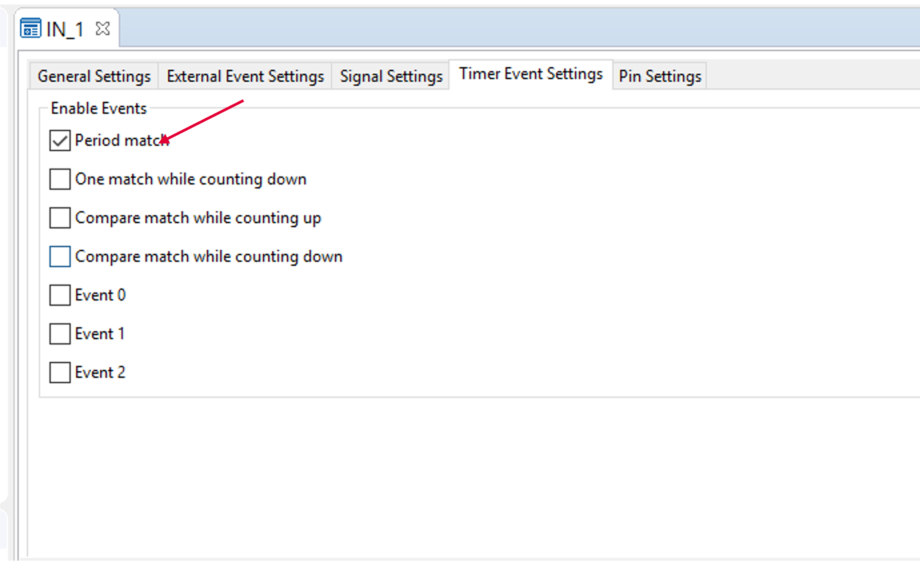 IN_1
General Settings External Event Settings Signal Settings Timer Event Settings Pin Settings
Enable Events
Period match
One match while counting down
Compare match while counting up
Compare match while counting down
Event 0
Event 1
Event 2